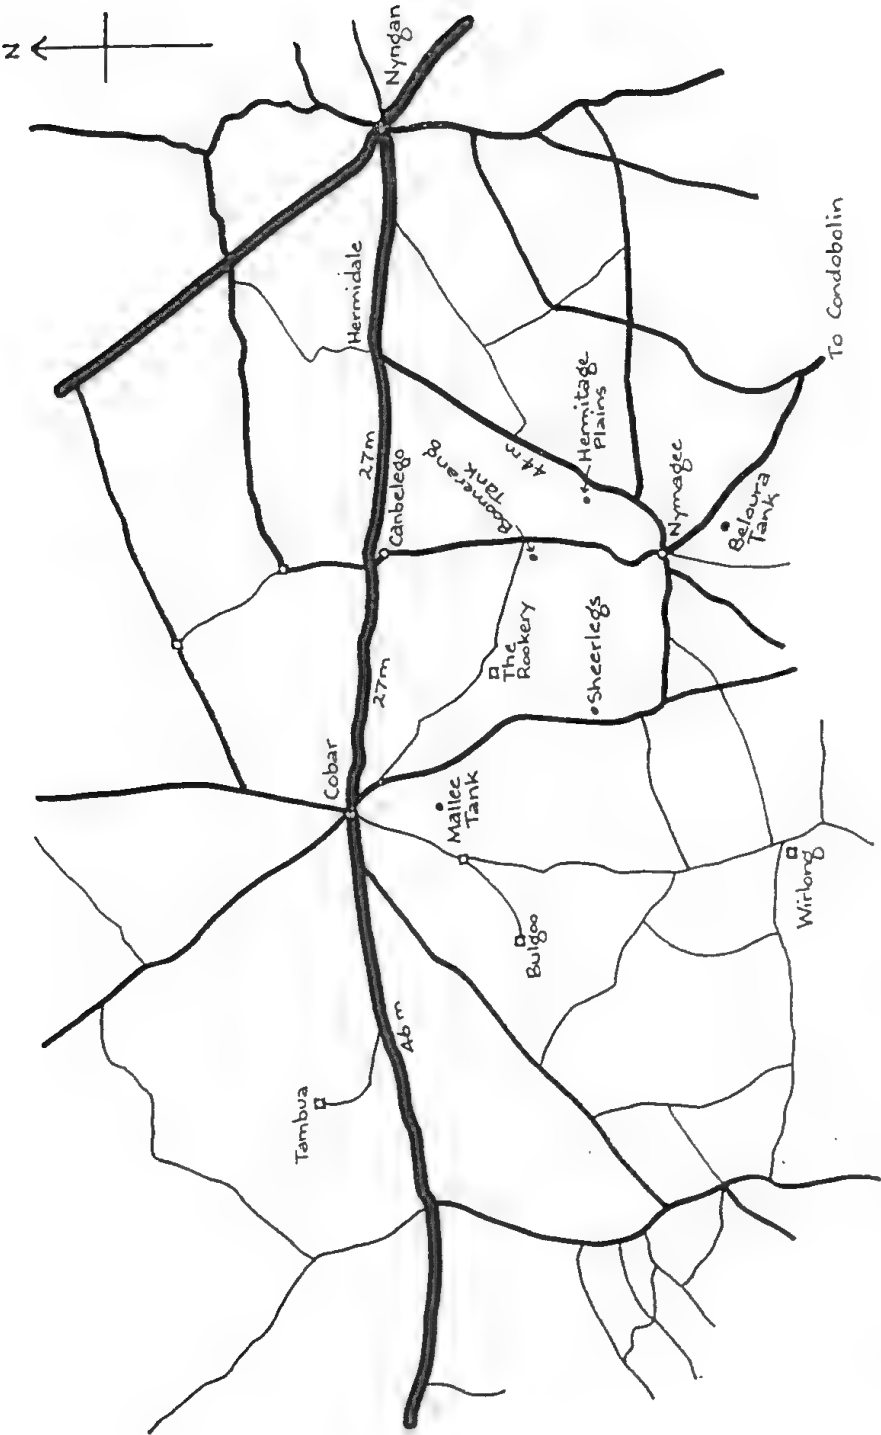 N
Tambua
Cobar
Hermidale
Nyngan
46m
27m
27m
Canbelego
Boomerang
Tank
Mallee
Tank
The
Rookery
Bulgoo
44m
Hermitage
Plains
Sheerlegs
Nymagee
Beloura
Tank
Wirlong
To Condobolin